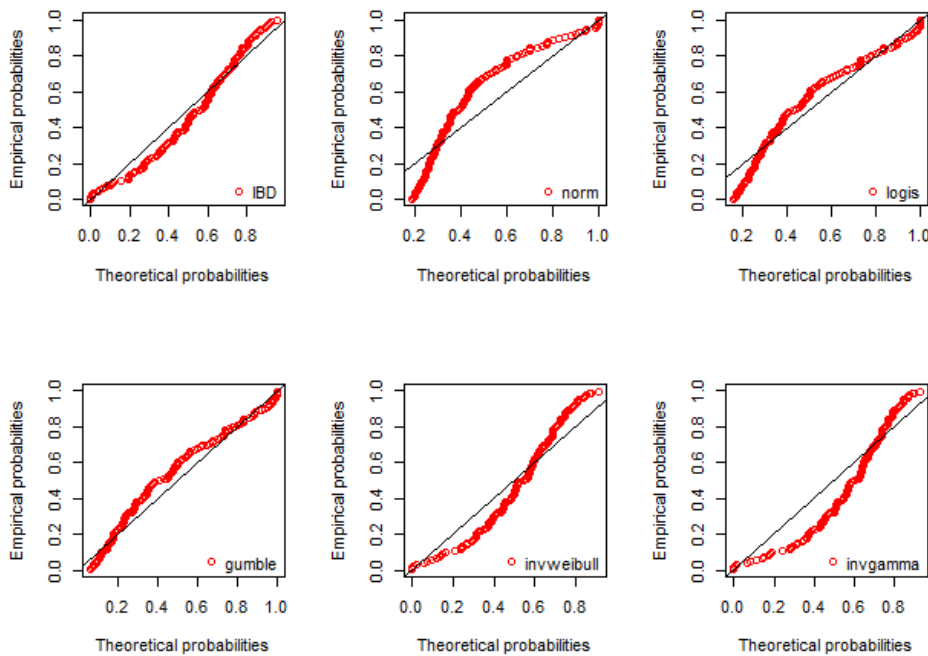 Empirical probabilities
0.0 0.2 0.4 0.6 0.8 1.0
IBD
0.0 0.2 0.4 0.6 0.8
Theoretical probabilities
Empirical probabilities
0.0 0.2 0.4 0.6 0.8 1.0
norm
0.2 0.4 0.6 0.8 1.0
Theoretical probabilities
Empirical probabilities
0.0 0.2 0.4 0.6 0.8 1.0
logis
0.2 0.4 0.6 0.8 1.0
Theoretical probabilities
Empirical probabilities
0.0 0.2 0.4 0.6 0.8 1.0
gumble
0.2 0.4 0.6 0.8 1.0
Theoretical probabilities
Empirical probabilities
0.0 0.2 0.4 0.6 0.8 1.0
invweibull
0.0 0.2 0.4 0.6 0.8
Theoretical probabilities
Empirical probabilities
0.0 0.2 0.4 0.6 0.8 1.0
invgamma
0.0 0.2 0.4 0.6 0.8
Theoretical probabilities